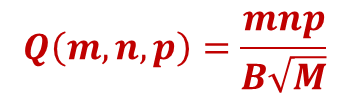 Q(m, n, p) = mnp / B√M